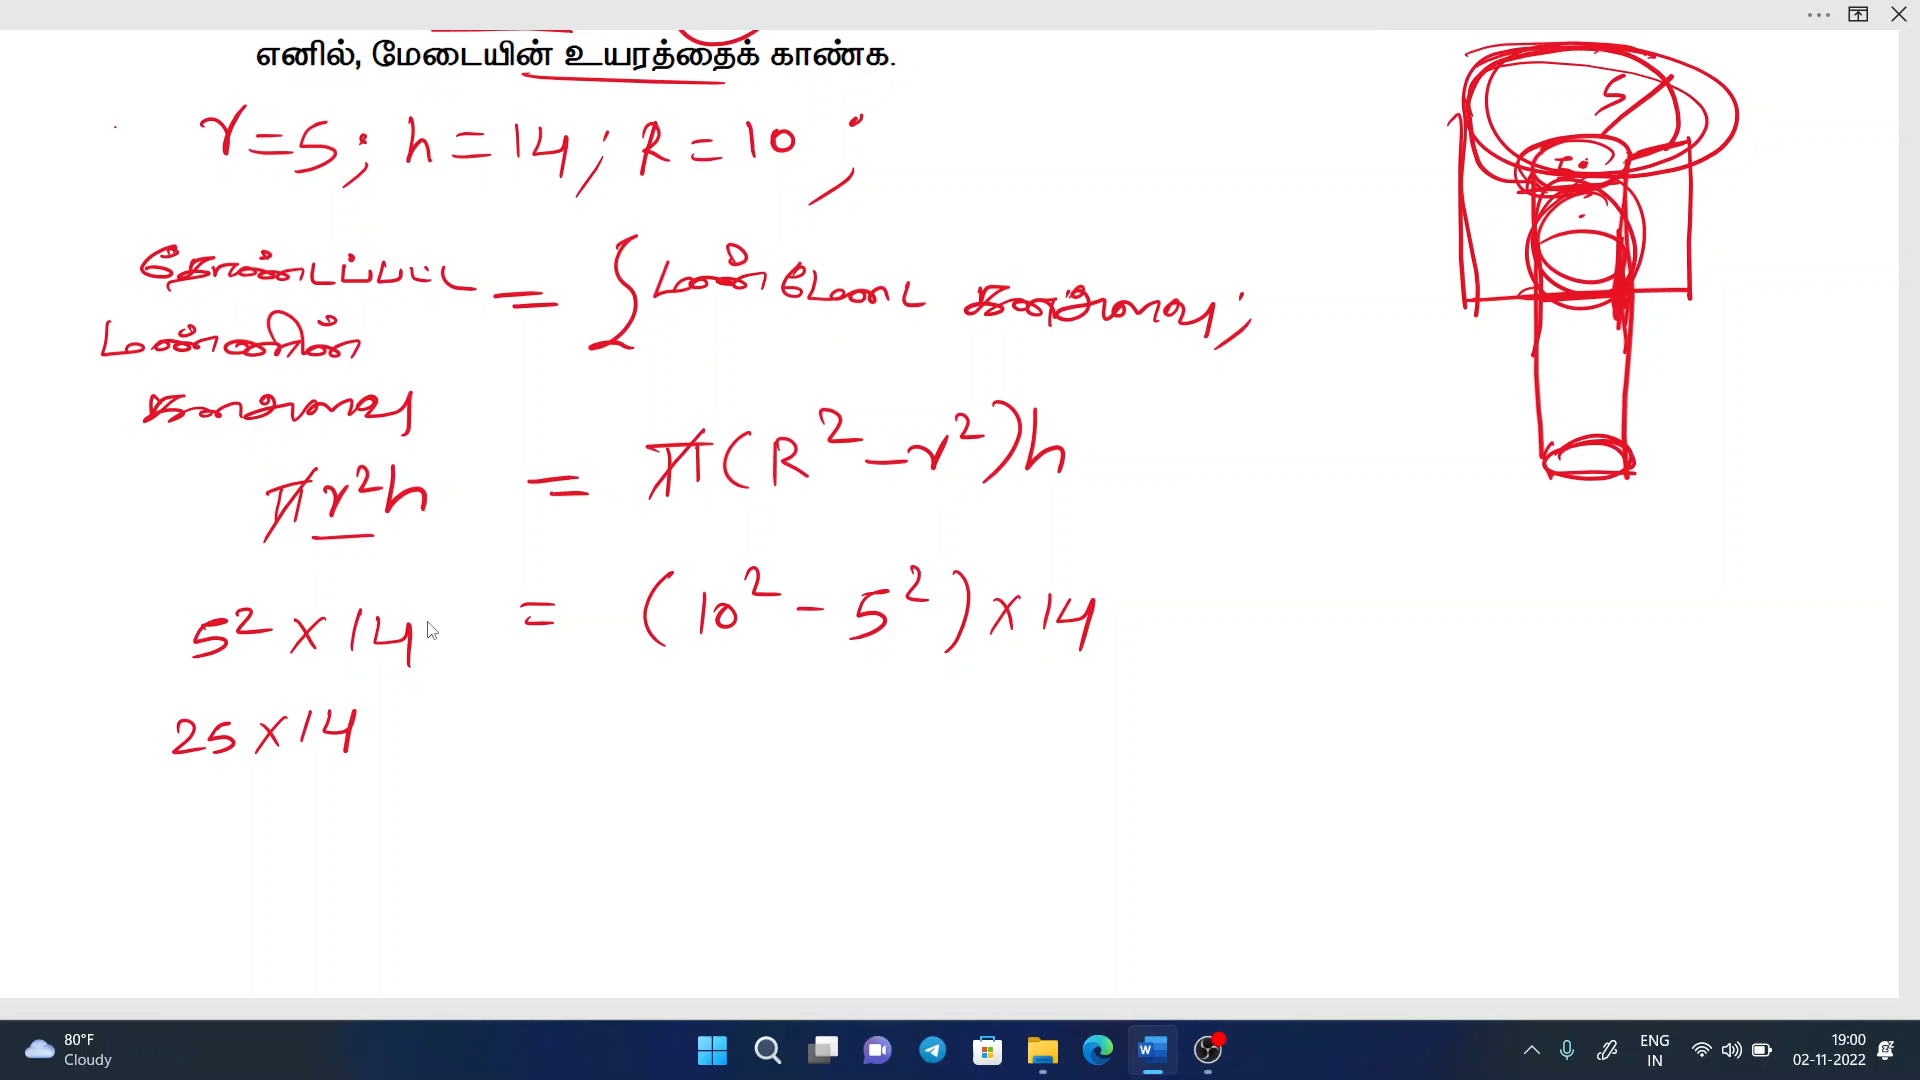 எனில், மேடையின் உயரத்தைக் காண்க.
r=5; h=14; R=10;
தோண்டப்பட்ட = மண் மேடை கனஅளவு;
மண்ணின்
கனஅளவு
πr²h = π(R²-r²)h
5² × 14 = (10² - 5²) × 14
25 × 14
5
80°F
Cloudy
ENG
IN
19:00
02-11-2022